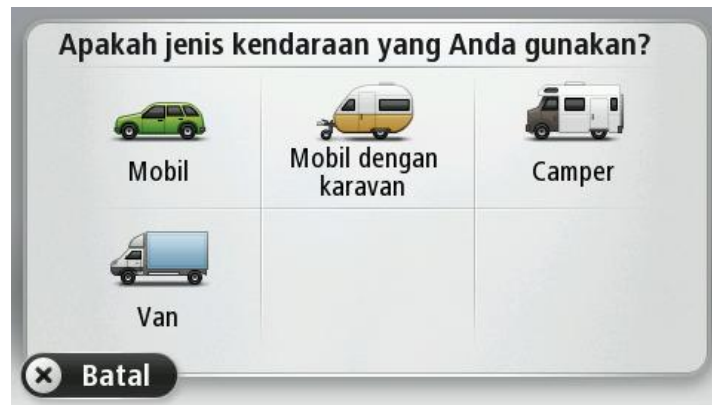 Apakah jenis kendaraan yang Anda gunakan?
Mobil
Mobil dengan
karavan
Camper
Van
Batal